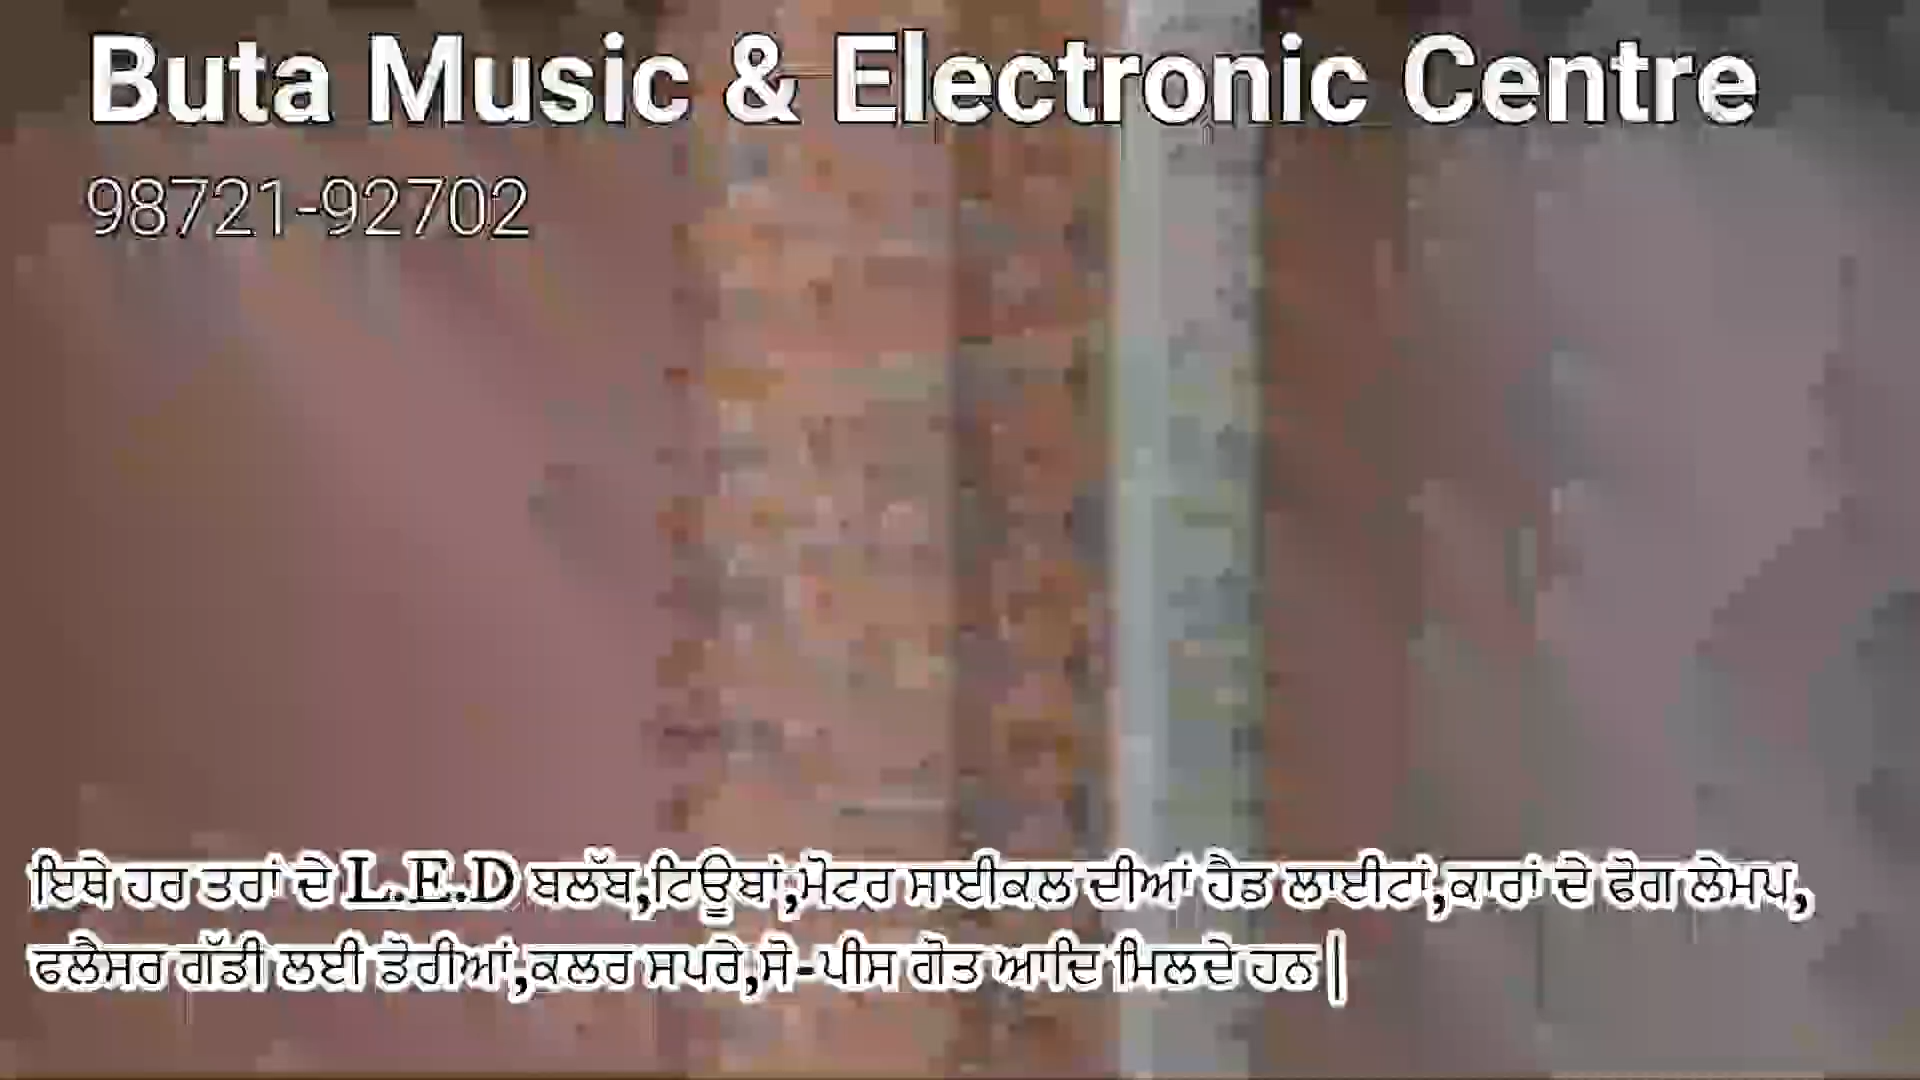 Buta Music & Electronic Centre
98721-92702
ਇਥੇ ਹਰ ਤਰਾਂ ਦੇ L.E.D ਬਲੱਬ,ਟਿਊਬਾਂ,ਮੋਟਰ ਸਾਈਕਲ ਦੀਆਂ ਹੈਡ ਲਾਈਟਾਂ,ਕਾਰਾਂ ਦੇ ਫੋਗ ਲੇਮਪ,
ਫਲੈਸਰ ਗੱਡੀ ਲਈ ਡੋਰੀਆਂ,ਕਲਰ ਸਪਰੇ,ਸੋ-ਪੀਸ ਗੋਤ ਆਦਿ ਮਿਲਦੇ ਹਨ|